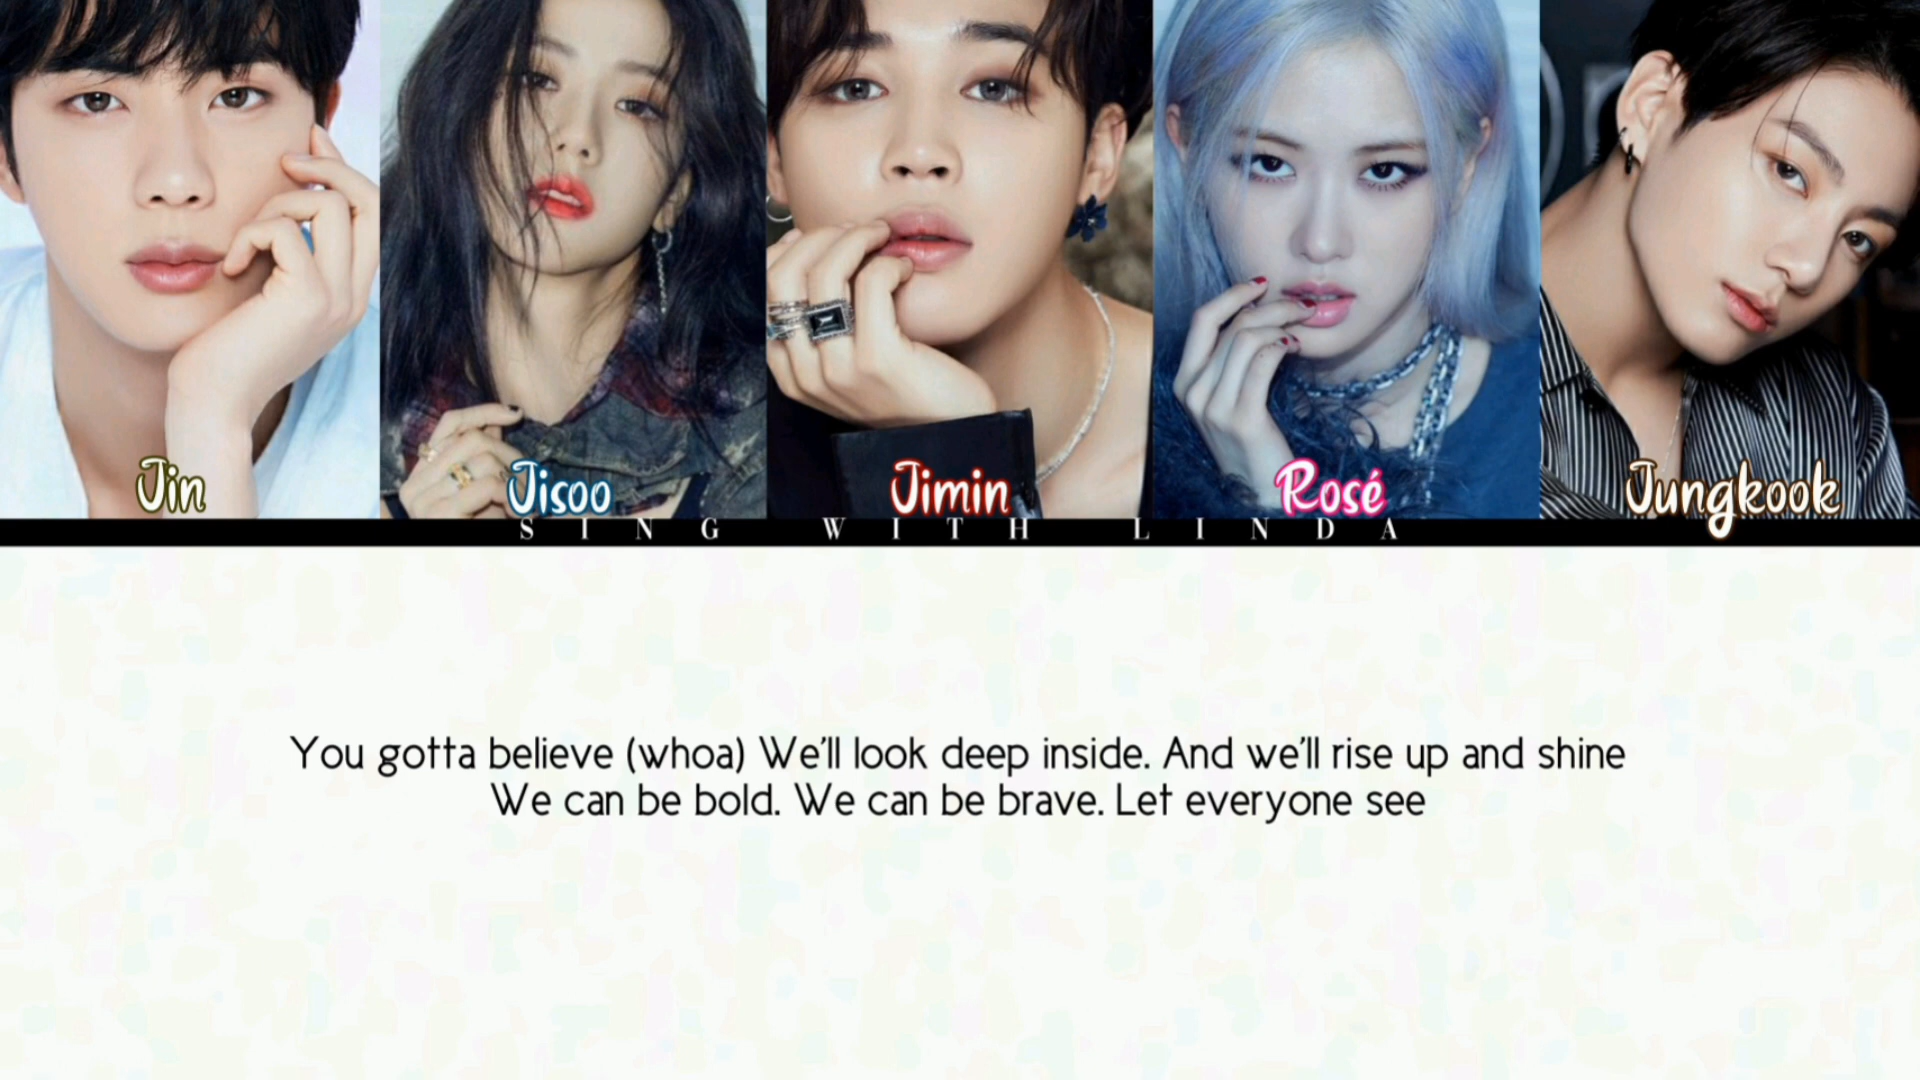 Jin
Jisoo
Jimin
Rosé
Jungkook
SING WITH LINDA
You gotta believe (whoa) We'll look deep inside. And we'll rise up and shine
We can be bold. We can be brave. Let everyone see